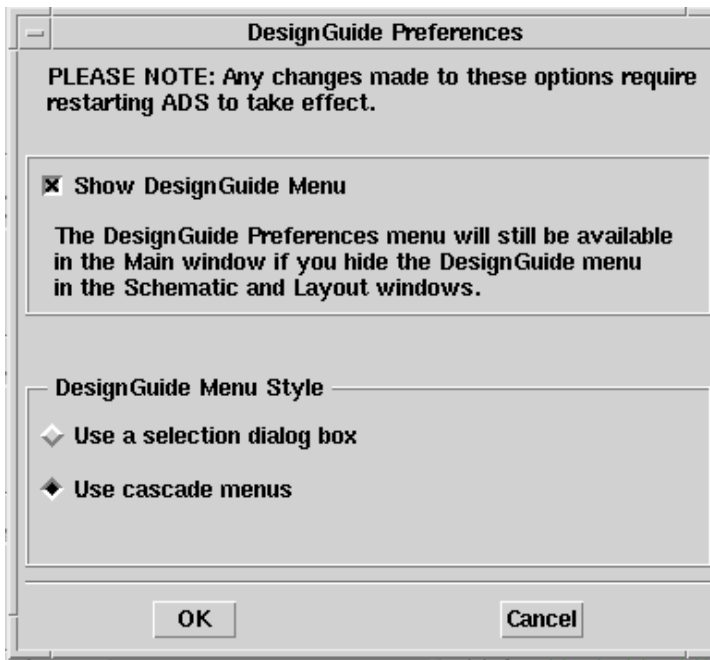 DesignGuide Preferences
PLEASE NOTE: Any changes made to these options require
restarting ADS to take effect.
Show DesignGuide Menu
The DesignGuide Preferences menu will still be available
in the Main window if you hide the DesignGuide menu
in the Schematic and Layout windows.
DesignGuide Menu Style
Use a selection dialog box
Use cascade menus
OK
Cancel